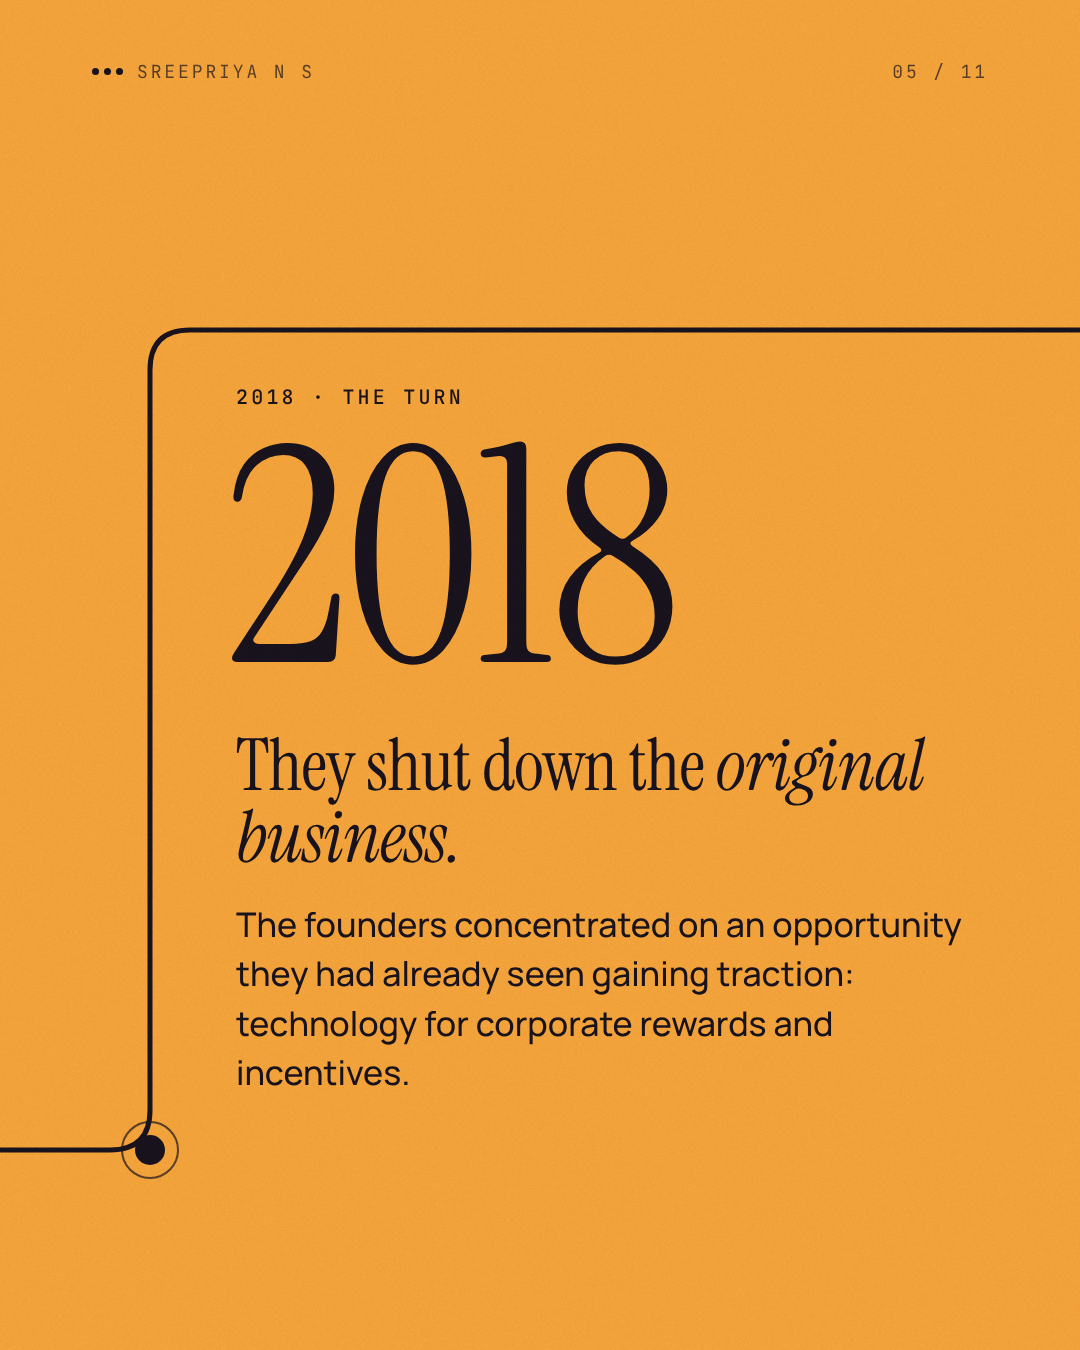 SREEPRIYA N S
05 / 11
2018 · THE TURN
2018
They shut down the original
business.
The founders concentrated on an opportunity
they had already seen gaining traction:
technology for corporate rewards and
incentives.